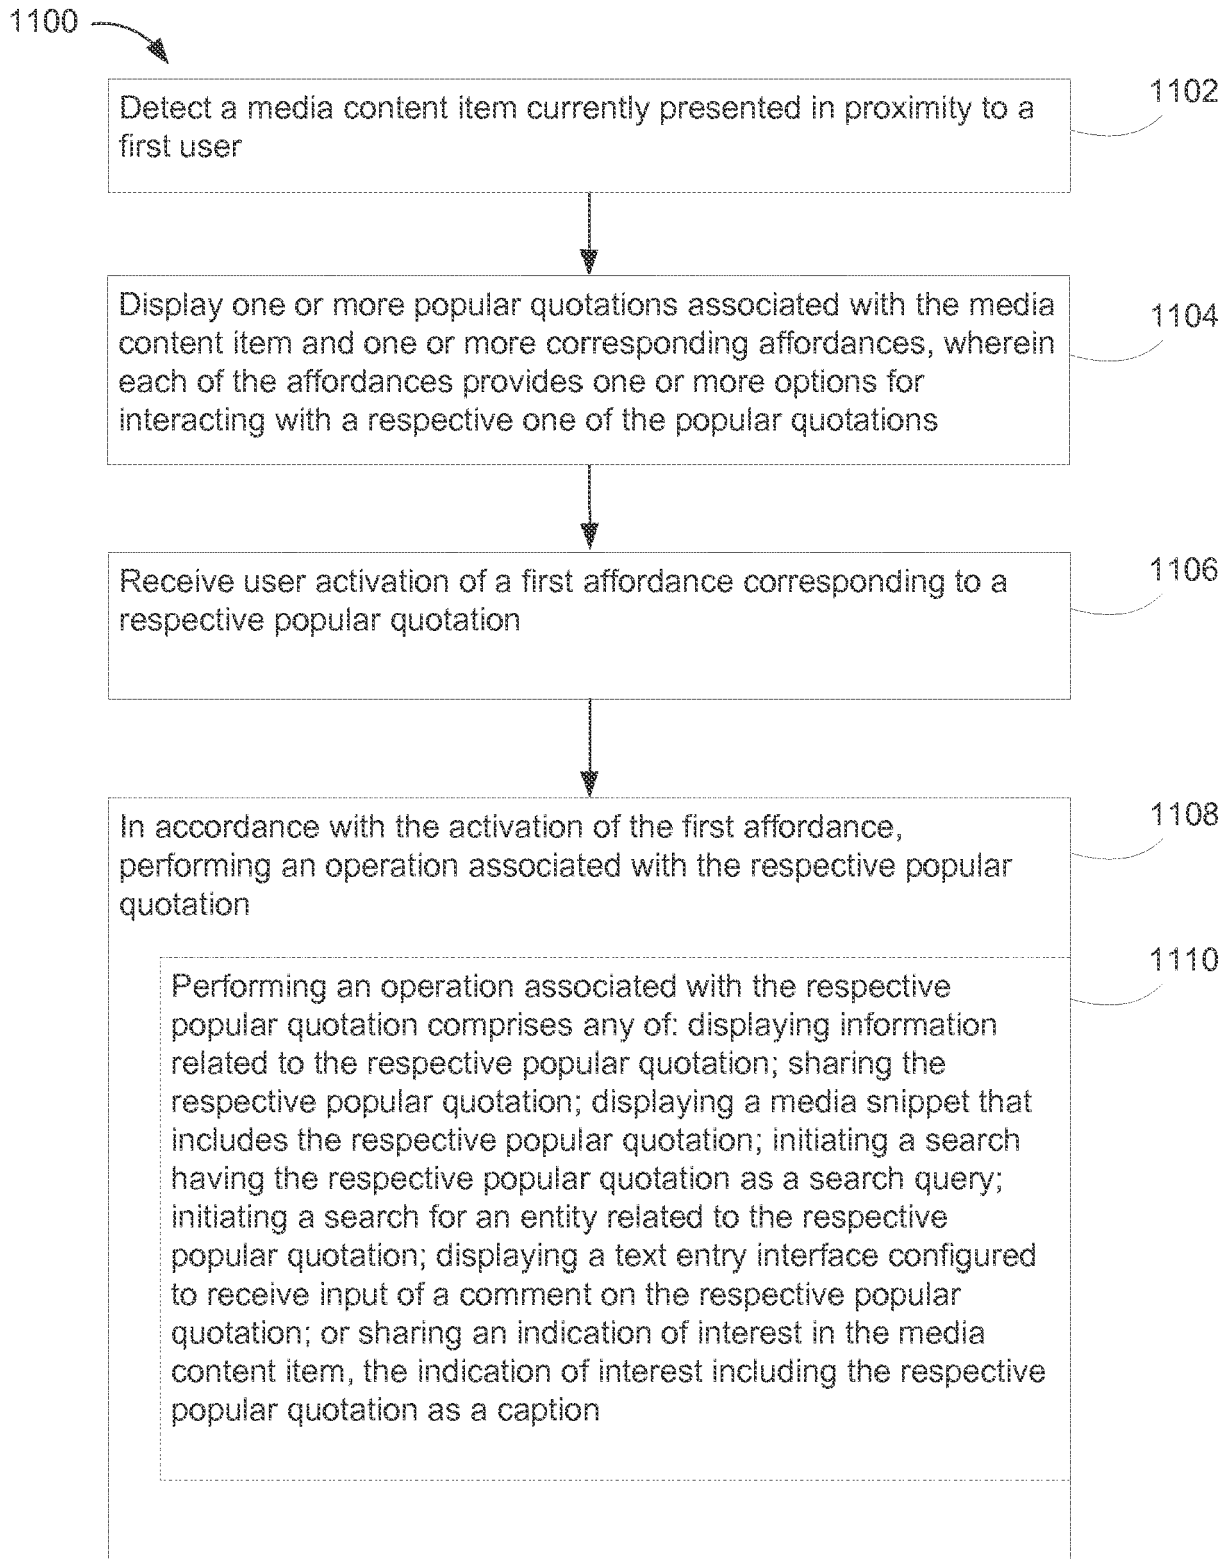 1100
1102
Detect a media content item currently presented in proximity to a
first user
1104
Display one or more popular quotations associated with the media
content item and one or more corresponding affordances, wherein
each of the affordances provides one or more options for
interacting with a respective one of the popular quotations
1106
Receive user activation of a first affordance corresponding to a
respective popular quotation
1108
In accordance with the activation of the first affordance,
performing an operation associated with the respective popular
quotation
1110
Performing an operation associated with the respective
popular quotation comprises any of: displaying information
related to the respective popular quotation; sharing the
respective popular quotation; displaying a media snippet that
includes the respective popular quotation; initiating a search
having the respective popular quotation as a search query;
initiating a search for an entity related to the respective
popular quotation; displaying a text entry interface configured
to receive input of a comment on the respective popular
quotation; or sharing an indication of interest in the media
content item, the indication of interest including the respective
popular quotation as a caption